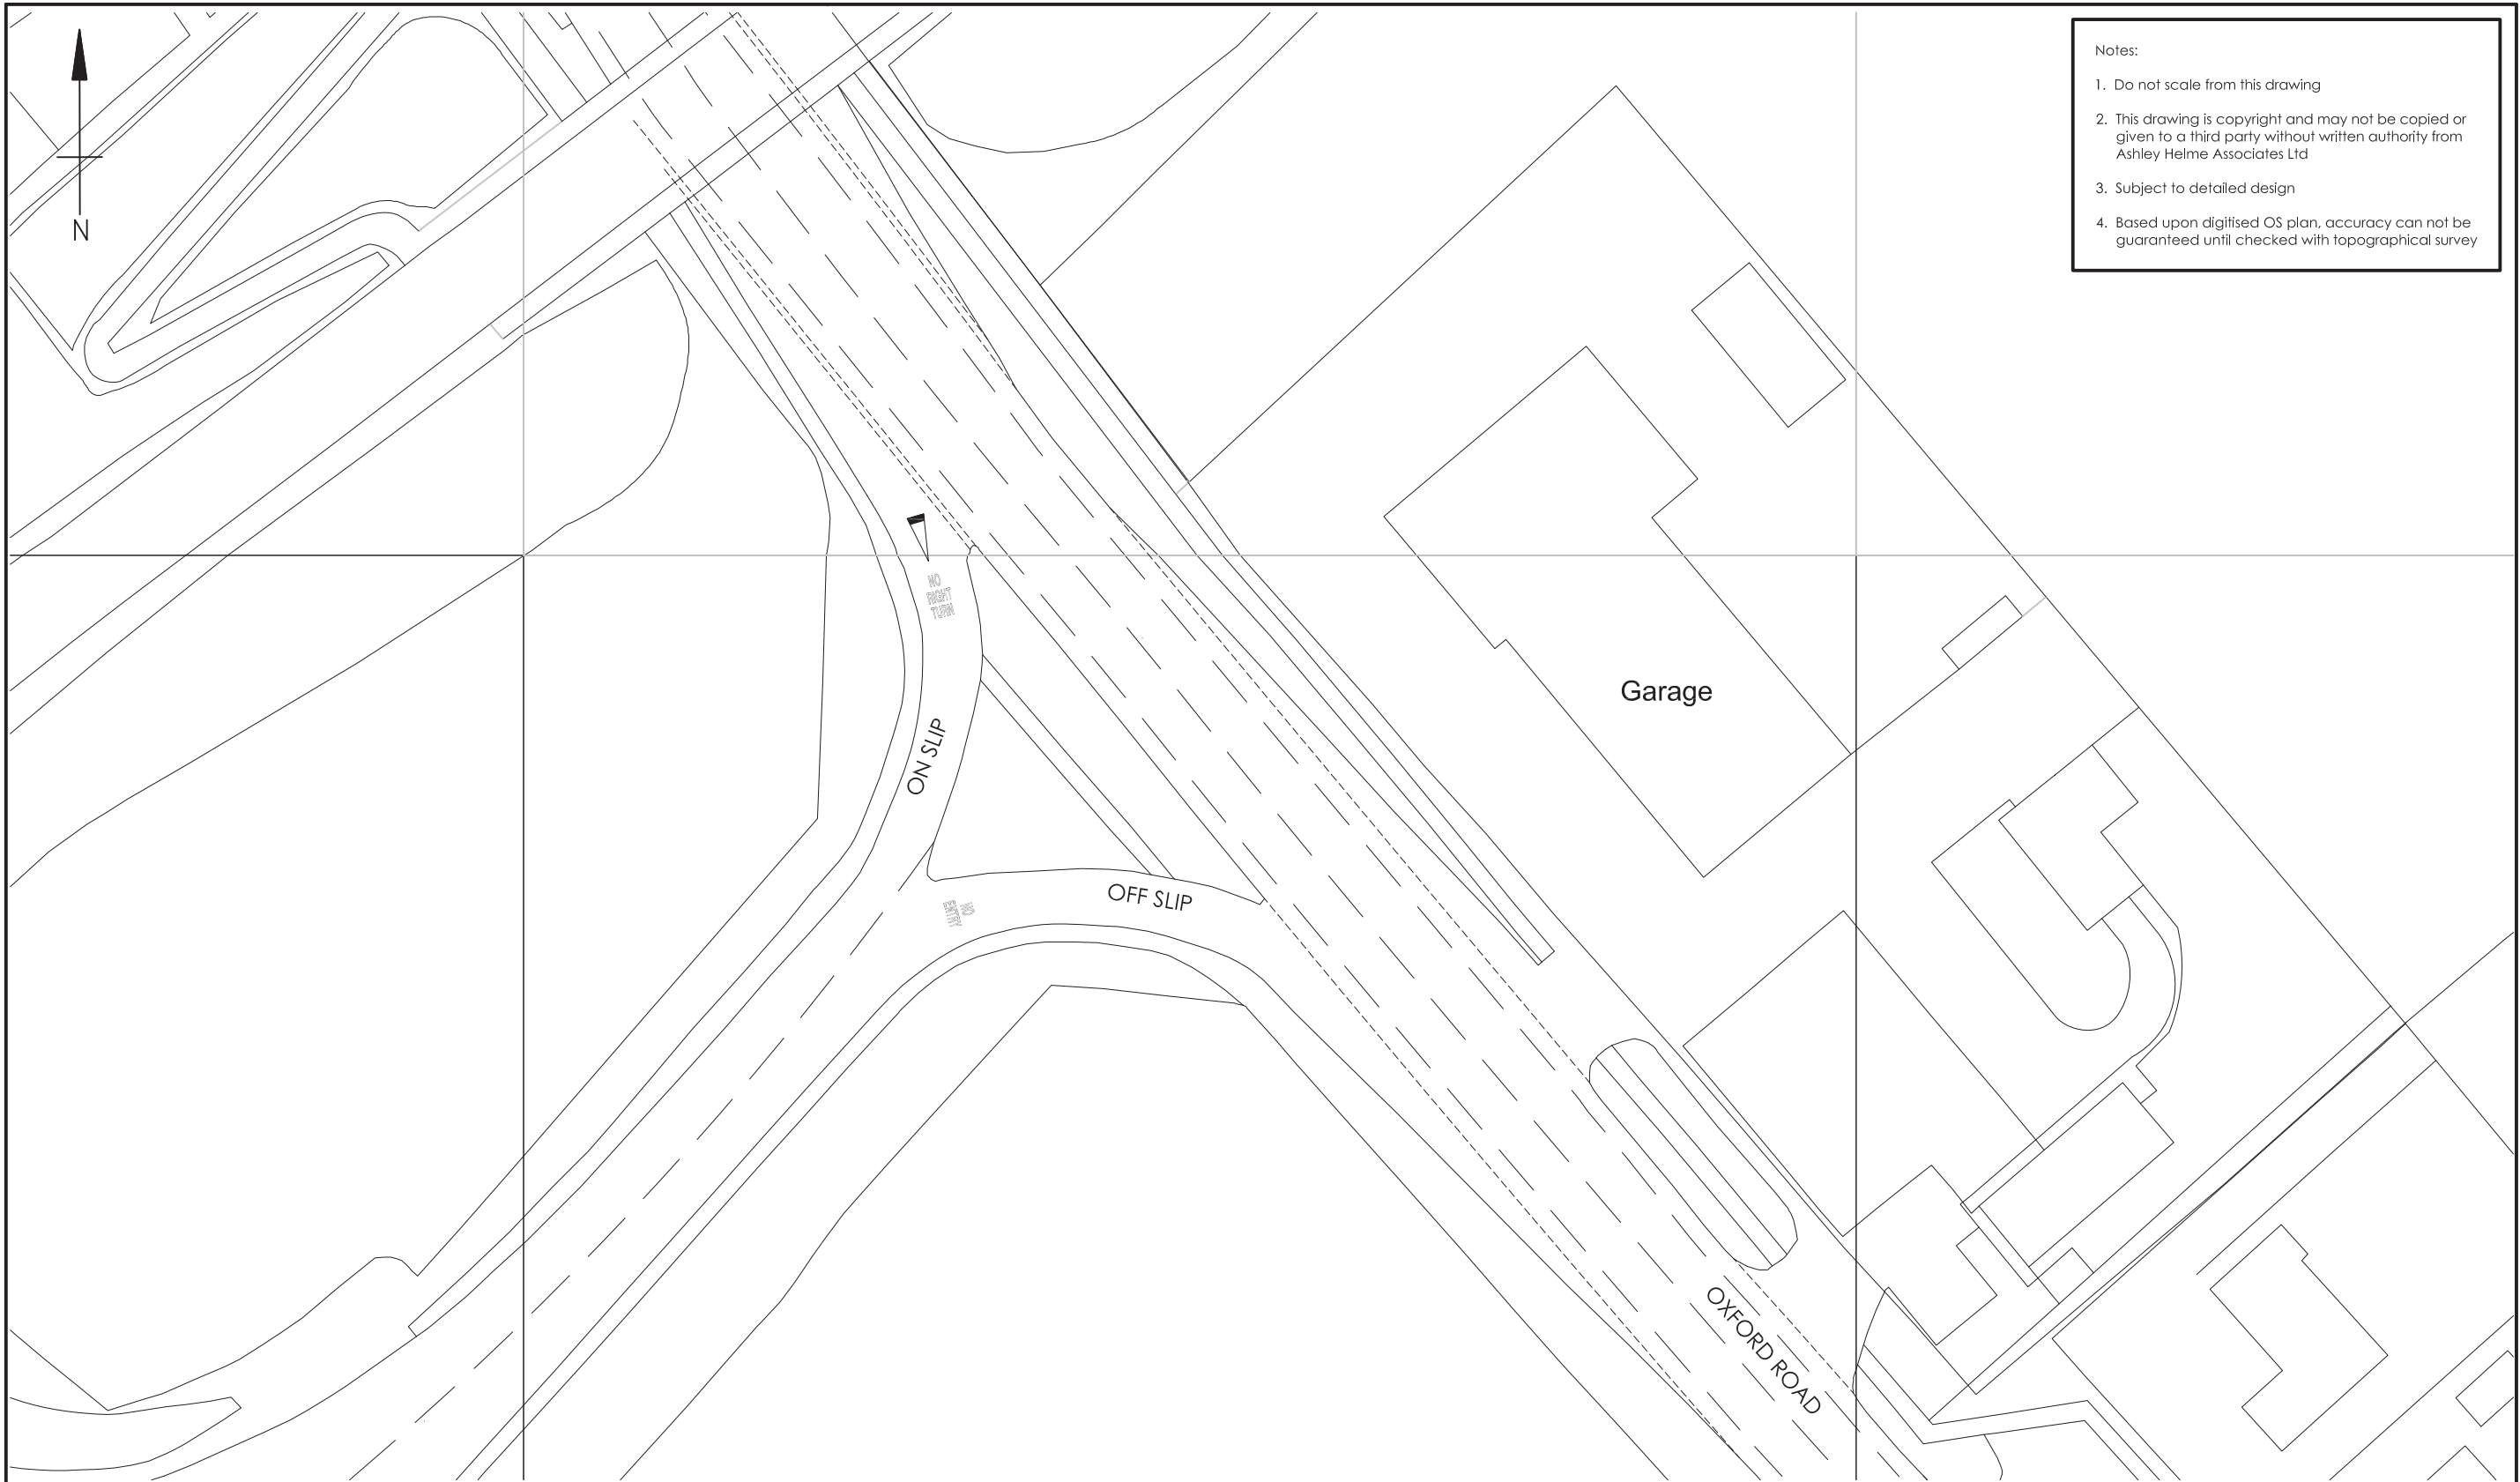 Notes:
1. Do not scale from this drawing
2. This drawing is copyright and may not be copied or
given to a third party without written authority from
Ashley Helme Associates Ltd
3. Subject to detailed design
4. Based upon digitised OS plan, accuracy can not be
guaranteed until checked with topographical survey
N
NO
RIGHT
TURN
Garage
ON SLIP
OFF SLIP
NO
ENTRY
OXFORD ROAD